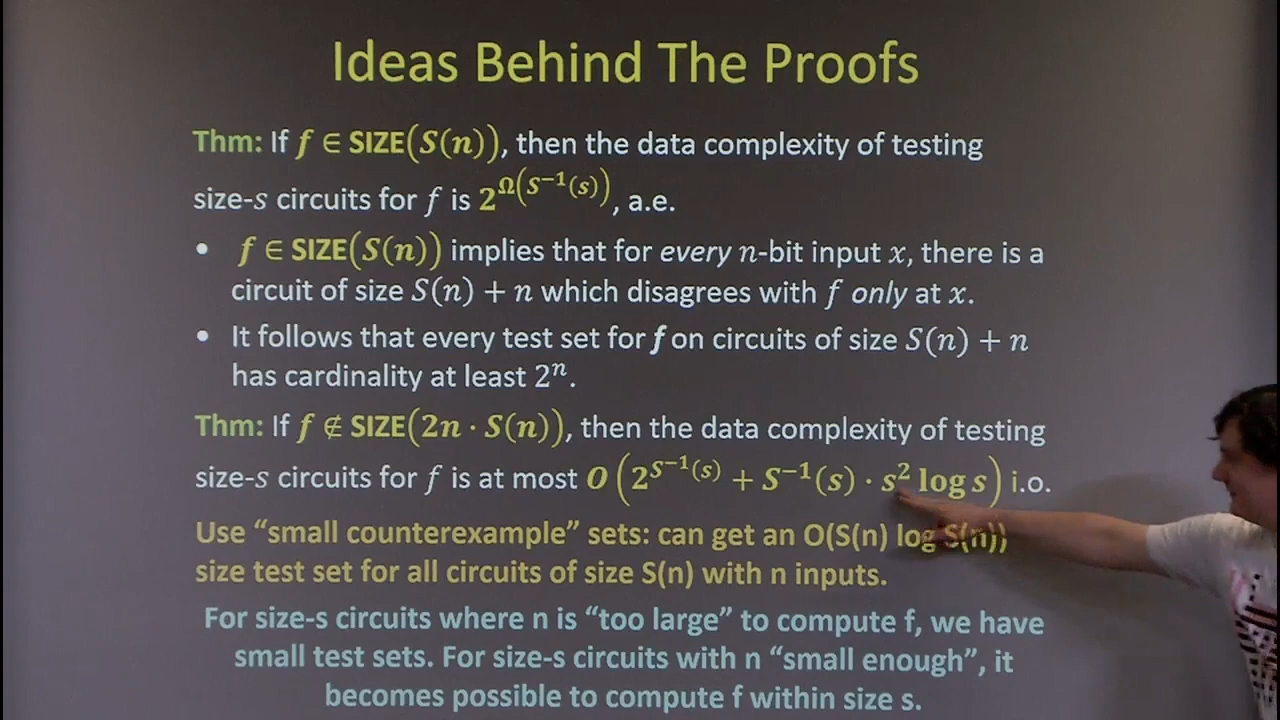 Ideas Behind The Proofs
Thm: If f ∈ SIZE(S(n)), then the data complexity of testing
size-s circuits for f is 2^Ω(S⁻¹(s)), a.e.
• f ∈ SIZE(S(n)) implies that for every n-bit input x, there is a
circuit of size S(n) + n which disagrees with f only at x.
• It follows that every test set for f on circuits of size S(n) + n
has cardinality at least 2ⁿ.
Thm: If f ∉ SIZE(2n · S(n)), then the data complexity of testing
size-s circuits for f is at most O(2^S⁻¹(s) + S⁻¹(s) · s² log s) i.o.
Use “small counterexample” sets: can get an O(S(n) log S(n))
size test set for all circuits of size S(n) with n inputs.
For size-s circuits where n is “too large” to compute f, we have
small test sets. For size-s circuits with n “small enough”, it
becomes possible to compute f within size s.